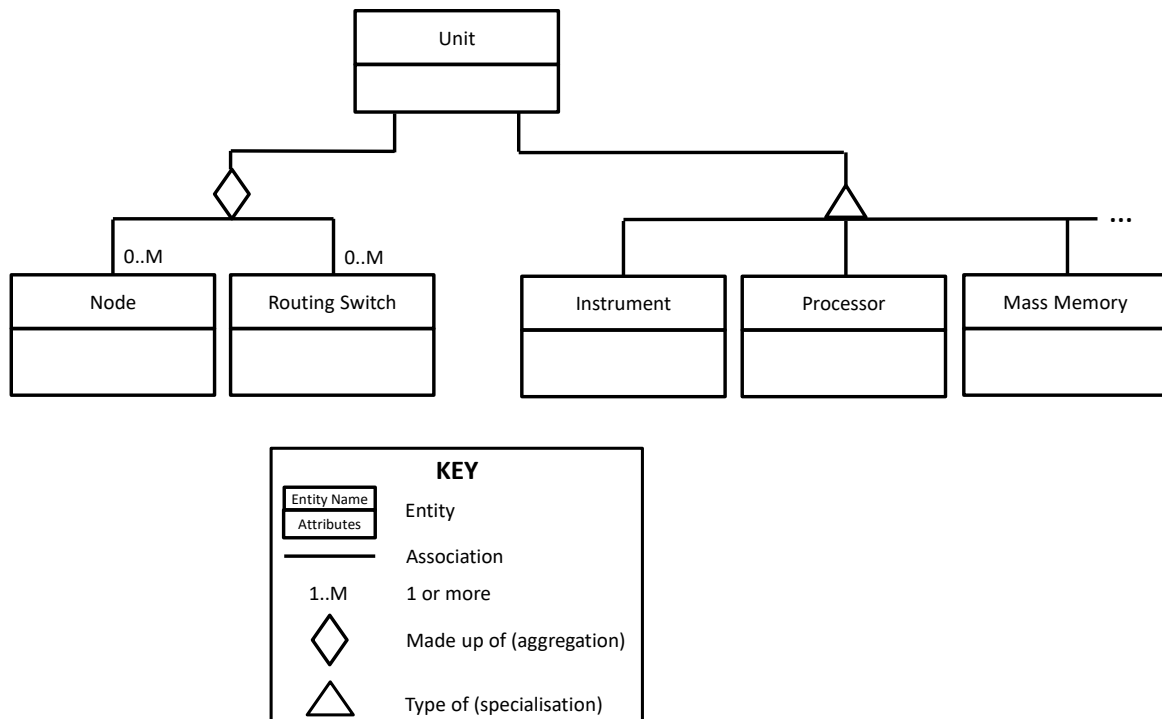 Unit
...
0..M
0..M
Node
Routing Switch
Instrument
Processor
Mass Memory
KEY
Entity Name
Attributes
Entity
Association
1..M
1 or more
Made up of (aggregation)
Type of (specialisation)